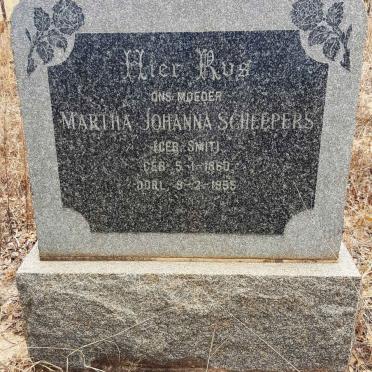 Hier Rus
ONS MOEDER
MARTHA JOHANNA SCHEEPERS
(GEB. SMIT)
GEB. 5-1-1860
OORL. 9-2-1955